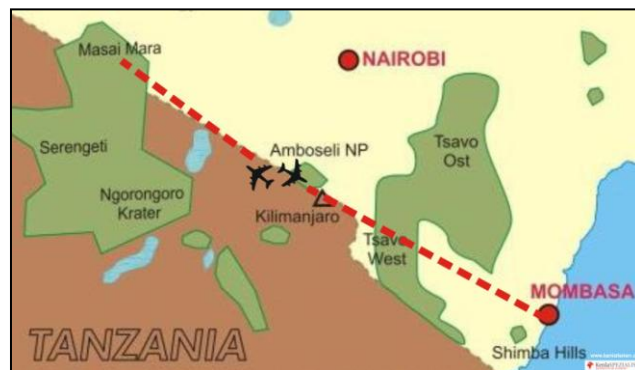 Masai Mara
NAIROBI
Serengeti
Amboseli NP
Tsavo
Ost
Ngorongoro
Krater
Kilimanjaro
Tsavo
West
MOMBASA
TANZANIA
Shimba Hills